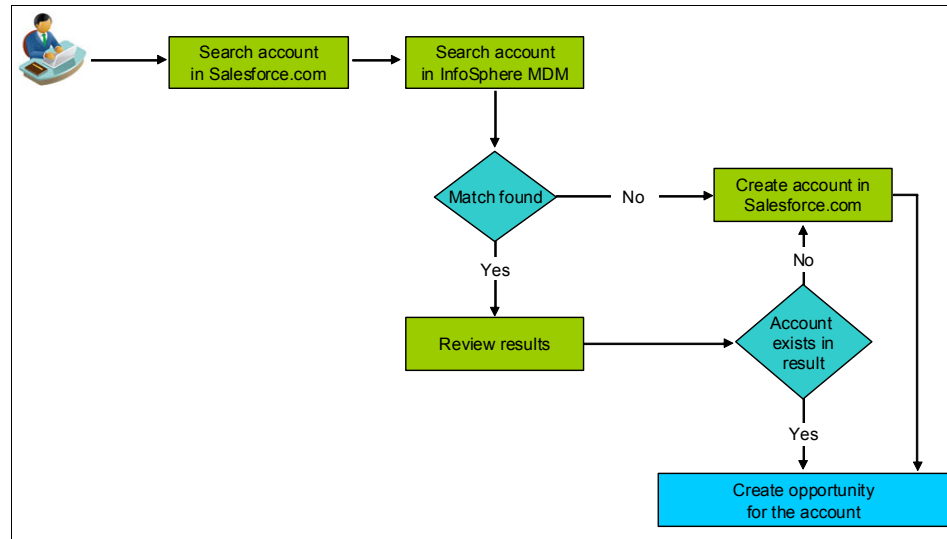 Search account
in Salesforce.com
Search account
in InfoSphere MDM
Match found
No
Create account in
Salesforce.com
Yes
No
Review results
Account
exists in
result
Yes
Create opportunity
for the account